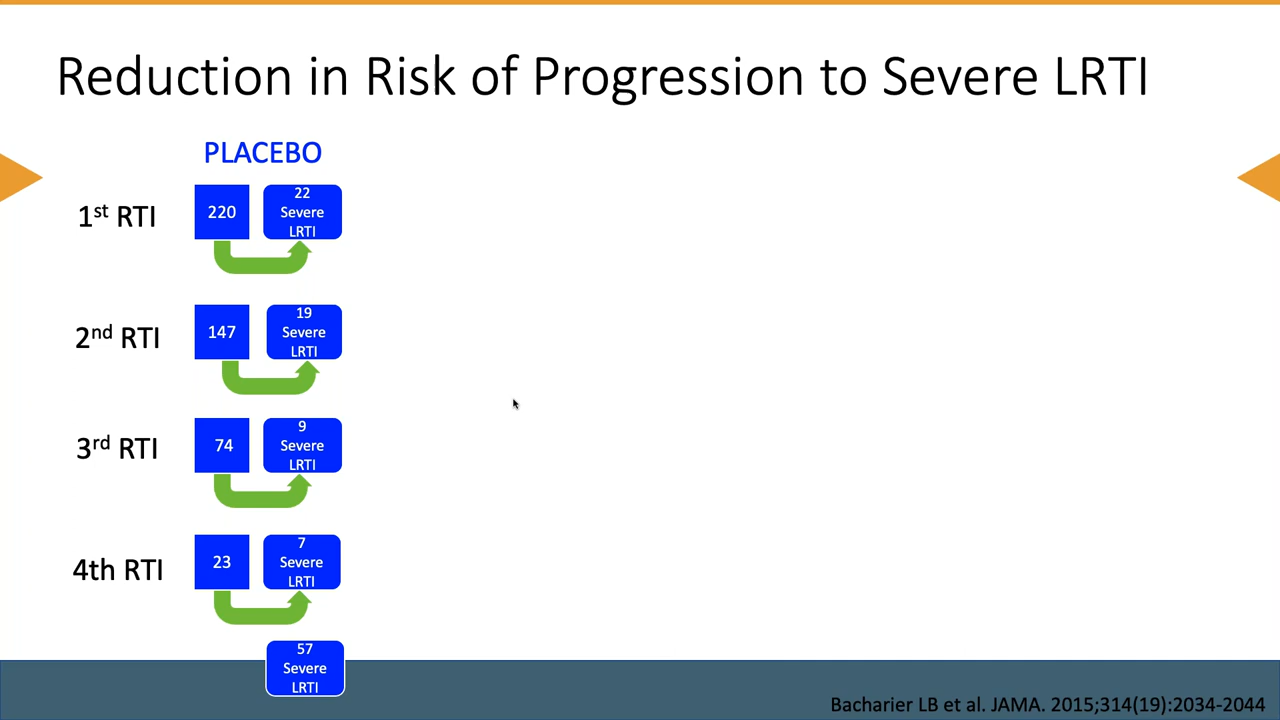 Reduction in Risk of Progression to Severe LRTI
PLACEBO
1st RTI
220
22
Severe
LRTI
2nd RTI
147
19
Severe
LRTI
3rd RTI
74
9
Severe
LRTI
4th RTI
23
7
Severe
LRTI
57
Severe
LRTI
Bacharier LB et al. JAMA. 2015;314(19):2034-2044